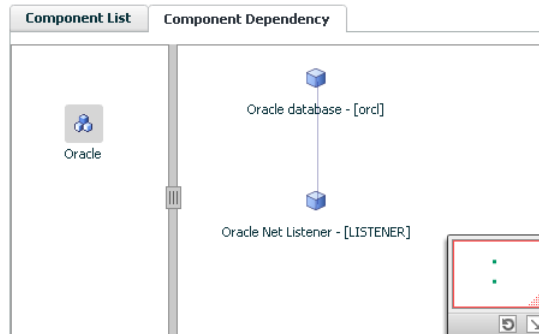 Component List
Component Dependency
Oracle database - [orcl]
Oracle
Oracle Net Listener - [LISTENER]